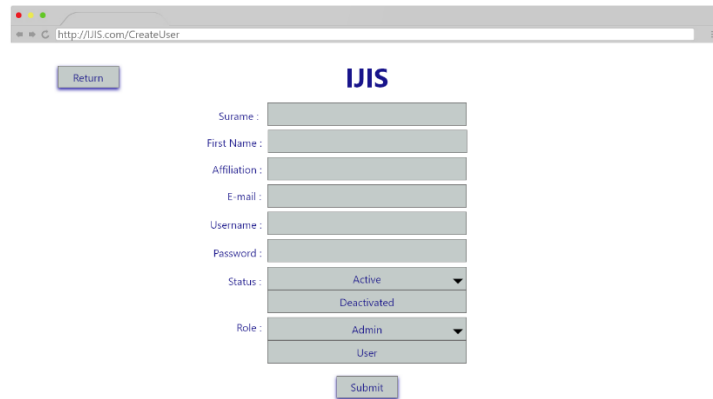 http://IJIS.com/CreateUser
Return
IJIS
Surame :
First Name :
Affiliation :
E-mail :
Username :
Password :
Status : Active
Deactivated
Role : Admin
User
Submit